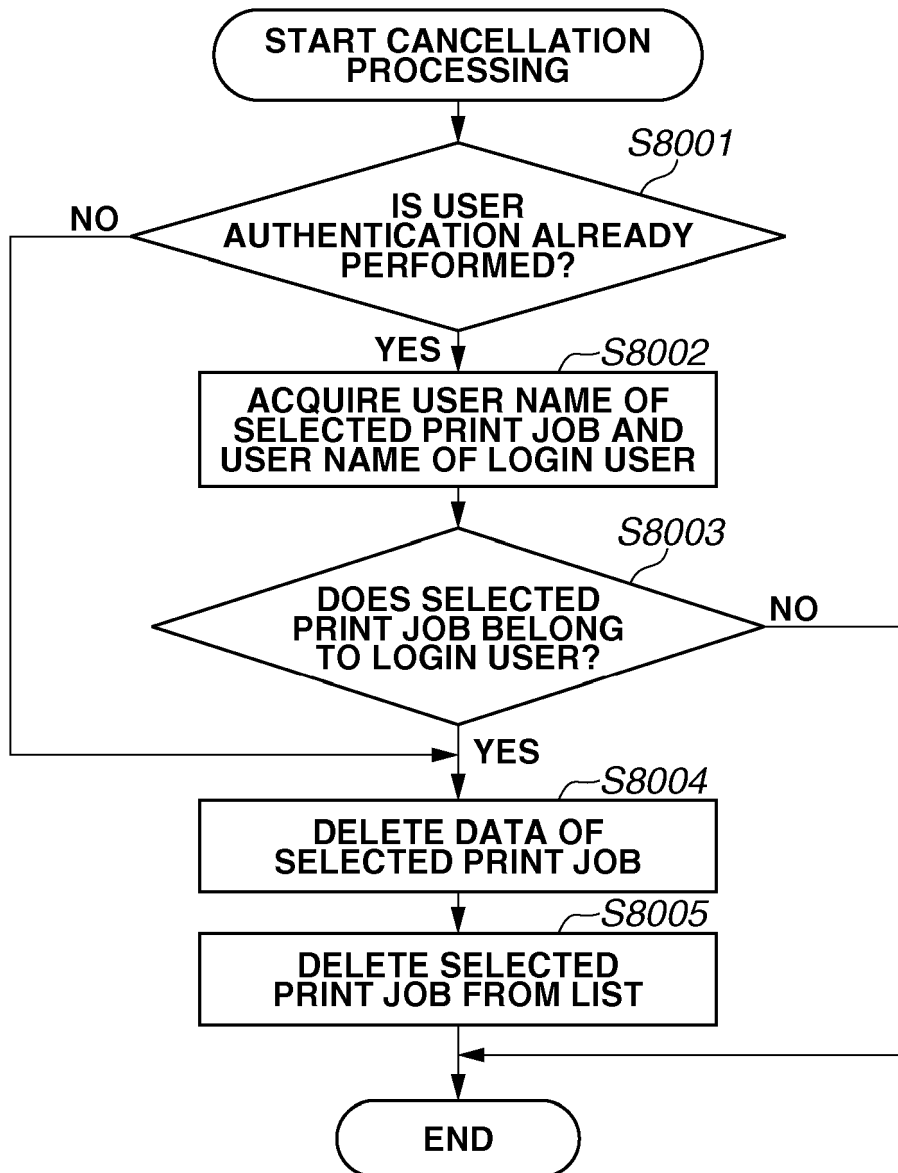 START CANCELLATION
PROCESSING
S8001
IS USER
AUTHENTICATION ALREADY
PERFORMED?
NO
YES
S8002
ACQUIRE USER NAME OF
SELECTED PRINT JOB AND
USER NAME OF LOGIN USER
S8003
DOES SELECTED
PRINT JOB BELONG
TO LOGIN USER?
NO
YES
S8004
DELETE DATA OF
SELECTED PRINT JOB
S8005
DELETE SELECTED
PRINT JOB FROM LIST
END